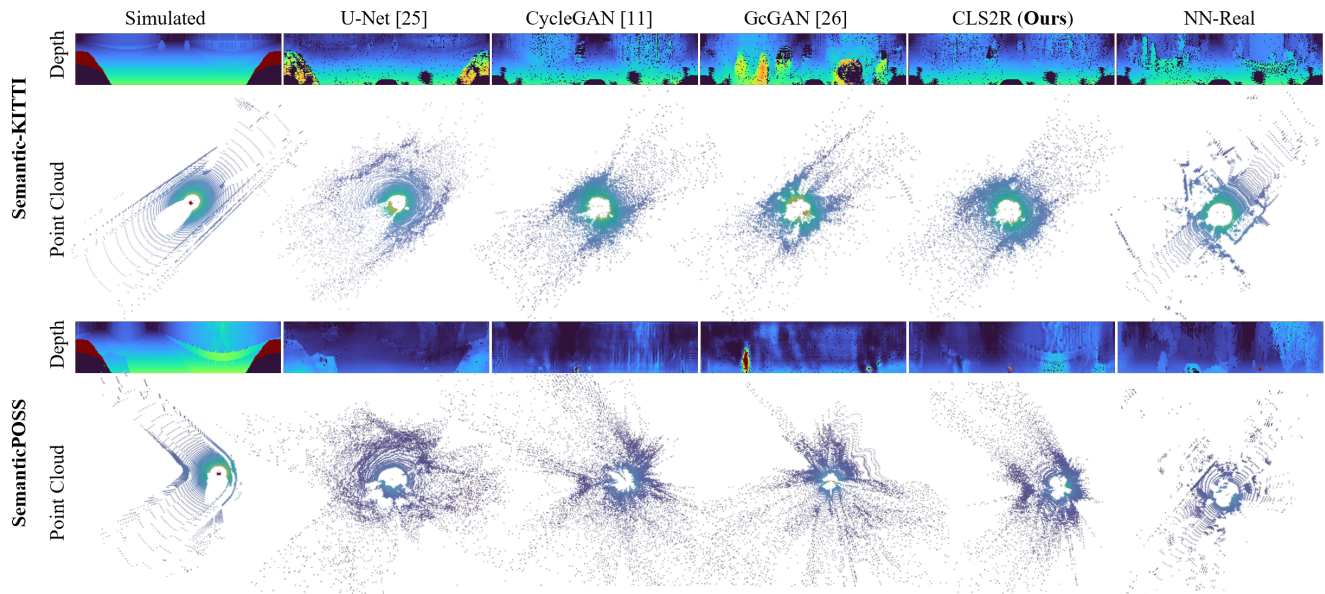 Simulated
U-Net [25]
CycleGAN [11]
GcGAN [26]
CLS2R (Ours)
NN-Real
Semantic-KITTI
Depth
Point Cloud
SemanticPOSS
Depth
Point Cloud